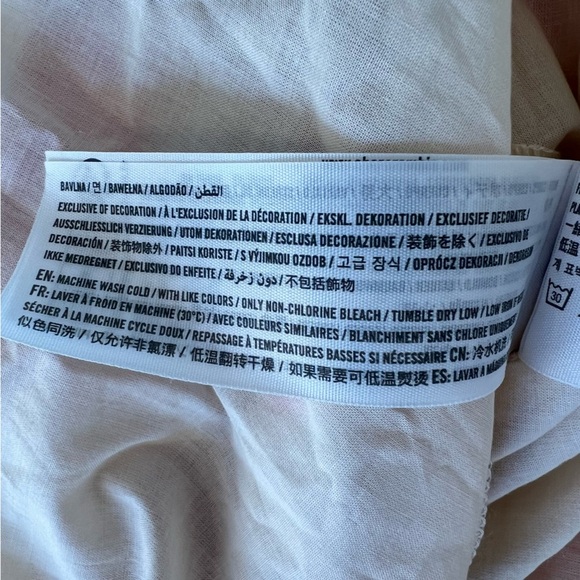 BAVLNA / 면 / BAWEŁNA / ALGODÃO / القطن /
EXCLUSIVE OF DECORATION / À L'EXCLUSION DE LA DÉCORATION / EKSKL. DEKORATION / EXCLUSIEF DECORATIE /
AUSSCHLIESSLICH VERZIERUNG / UTOM DEKORATIONEN / ESCLUSA DECORAZIONE / 装飾を除く / EXCLUSIVO DE
DECORACIÓN / 装饰物除外 / PAITSI KORISTE / S VÝJIMKOU OZDOB / 고급 장식 / OPRÓCZ DEKORACJI /
IKKE MEDREGNET / EXCLUSIVO DO ENFEITE / دون زخرفة / 不包括飾物
EN: MACHINE WASH COLD / WITH LIKE COLORS / ONLY NON-CHLORINE BLEACH / TUMBLE DRY LOW / LOW IRON
FR: LAVER À FROID EN MACHINE (30°C) / AVEC COULEURS SIMILAIRES / BLANCHIMENT SANS CHLORE UNIQUEMENT
SÉCHER À LA MACHINE CYCLE DOUX / REPASSAGE À TEMPÉRATURES BASSES SI NÉCESSAIRE CN: 冷水机洗
似色同洗 / 仅允许非氯漂 / 低温翻转干燥 / 如果需要可低温熨烫 ES: LAVAR A
一
低温
개 표
30